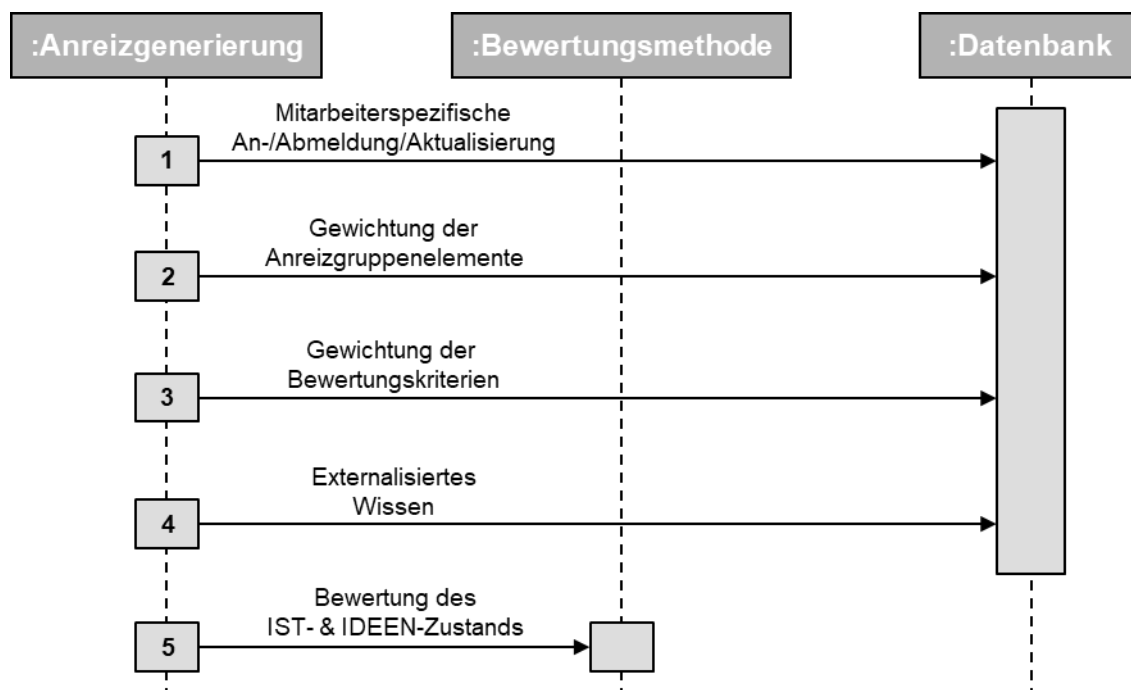 :Anreizgenerierung
:Bewertungsmethode
:Datenbank
Mitarbeiterspezifische
An-/Abmeldung/Aktualisierung
1
Gewichtung der
Anreizgruppenelemente
2
Gewichtung der
Bewertungskriterien
3
Externalisiertes
Wissen
4
Bewertung des
IST- & IDEEN-Zustands
5